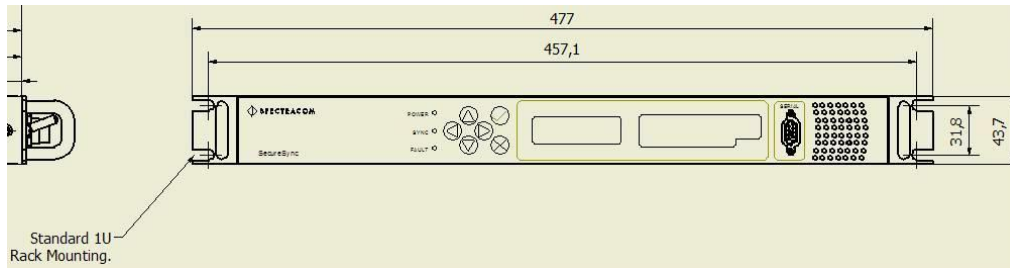 477
457,1
SPECTRACOM
POWER
SERIAL
SYNC
31,8
43,7
FAULT
SecureSync
Standard 1U
Rack Mounting.